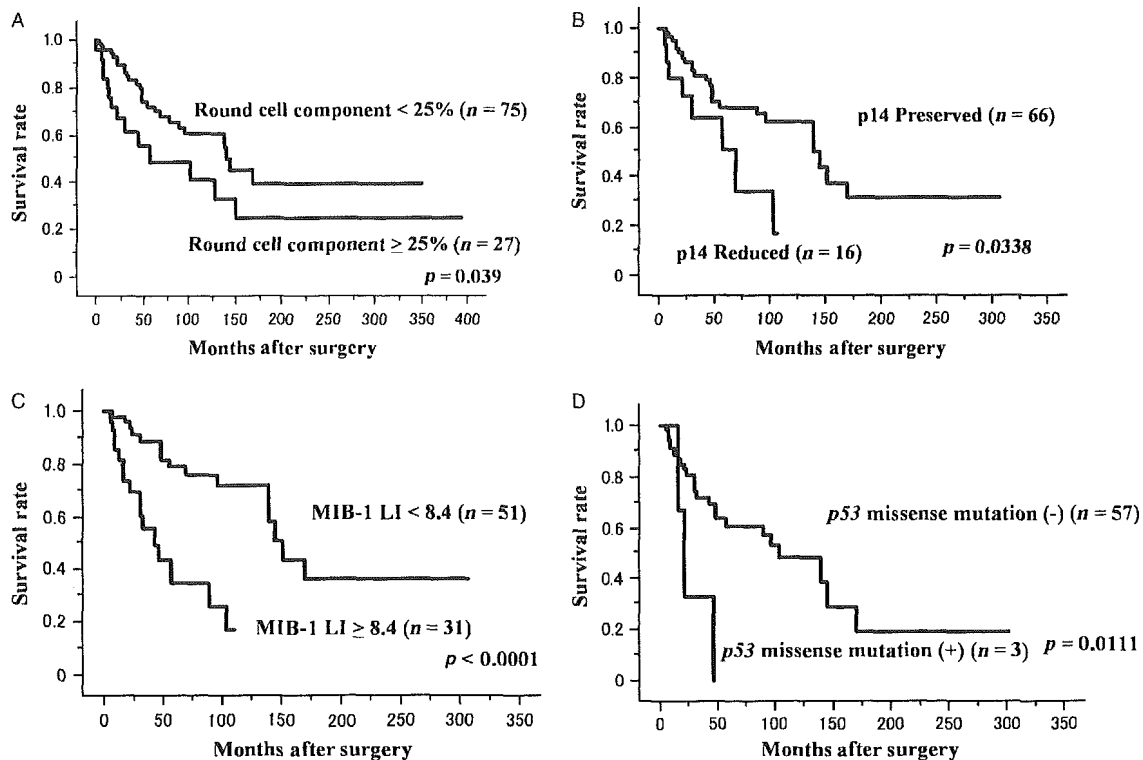 A
1.0
0.8
0.6
0.4
0.2
0
Survival rate
Round cell component < 25% (n = 75)
Round cell component ≥ 25% (n = 27)
p = 0.039
0 50 100 150 200 250 300 350 400
Months after surgery
B
1.0
0.8
0.6
0.4
0.2
0
Survival rate
p14 Preserved (n = 66)
p14 Reduced (n = 16)
p = 0.0338
0 50 100 150 200 250 300 350
Months after surgery
C
1.0
0.8
0.6
0.4
0.2
0
Survival rate
MIB-1 LI < 8.4 (n = 51)
MIB-1 LI ≥ 8.4 (n = 31)
p < 0.0001
0 50 100 150 200 250 300 350
Months after surgery
D
1.0
0.8
0.6
0.4
0.2
0
Survival rate
p53 missense mutation (-) (n = 57)
p53 missense mutation (+) (n = 3)
p = 0.0111
0 50 100 150 200 250 300 350
Months after surgery